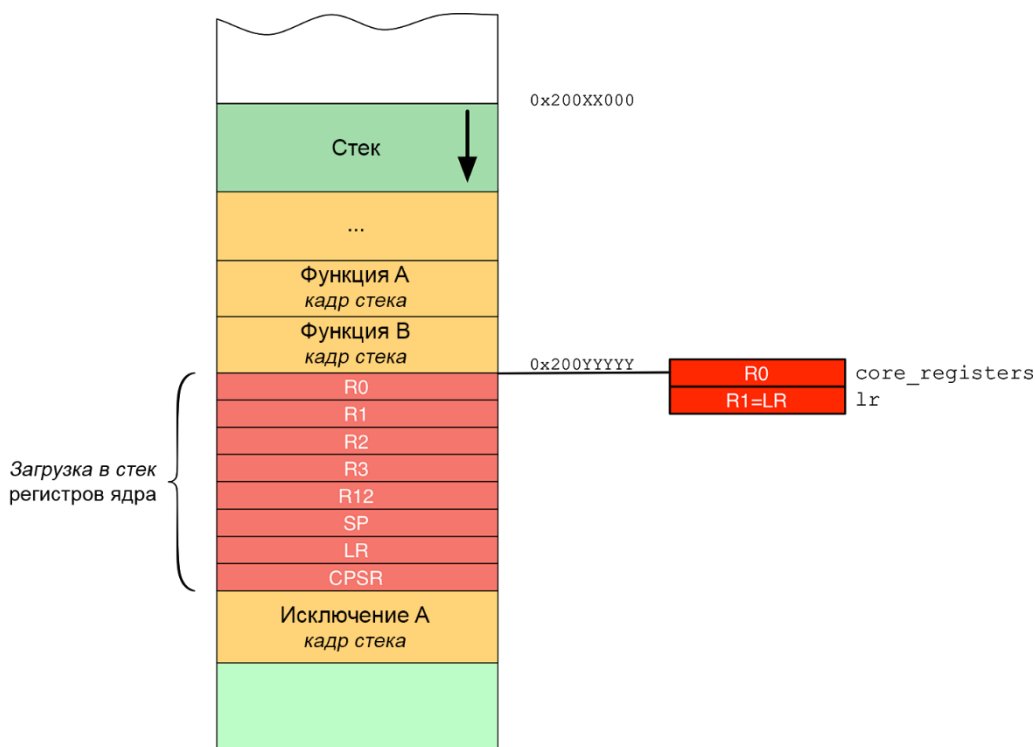 0x200XX000
Стек
...
Функция A
кадр стека
Функция B
кадр стека
0x200YYYYY
R0
R1
R2
R3
R12
SP
LR
CPSR
R0
core_registers
R1=LR
lr
Загрузка в стек
регистров ядра
Исключение A
кадр стека